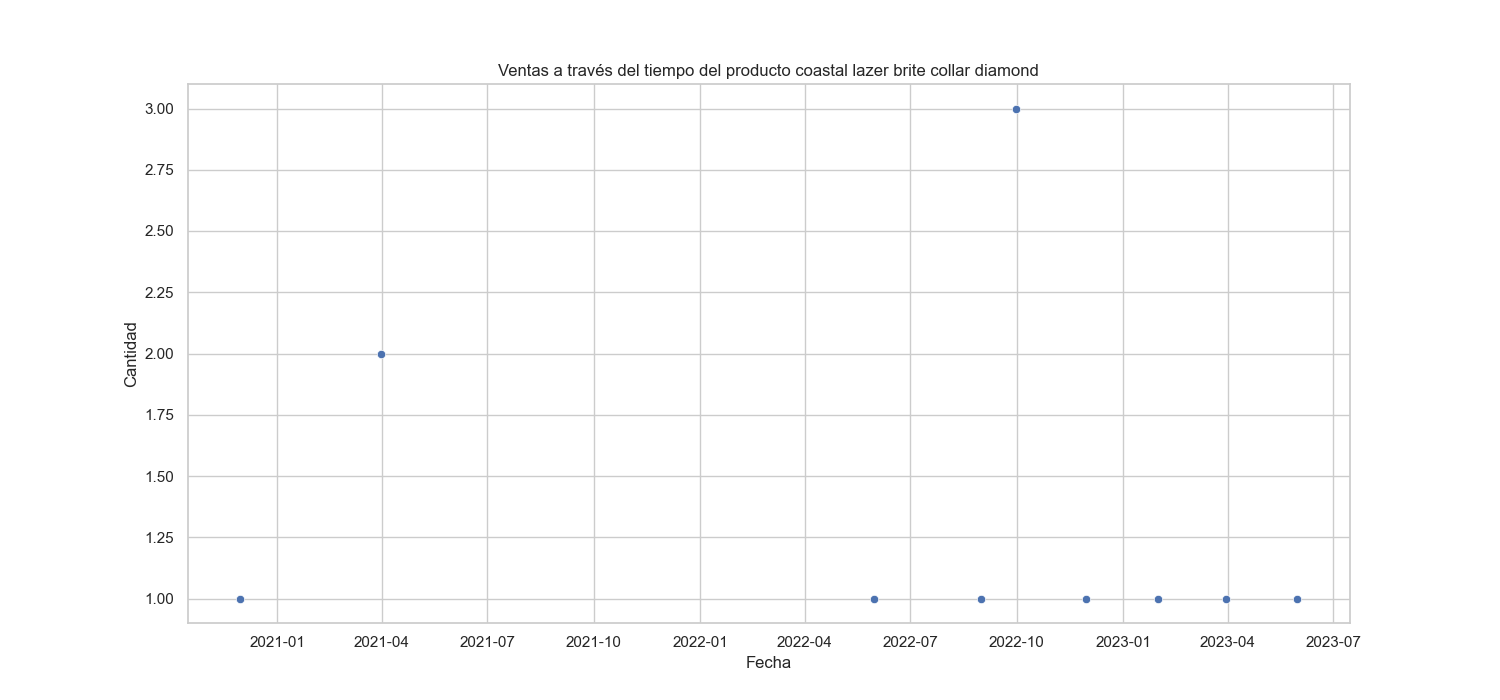 Ventas a través del tiempo del producto coastal lazer brite collar diamond
3.00
2.75
2.50
2.25
2.00
1.75
1.50
1.25
1.00
Cantidad
2021-01 2021-04 2021-07 2021-10 2022-01 2022-04 2022-07 2022-10 2023-01 2023-04 2023-07
Fecha